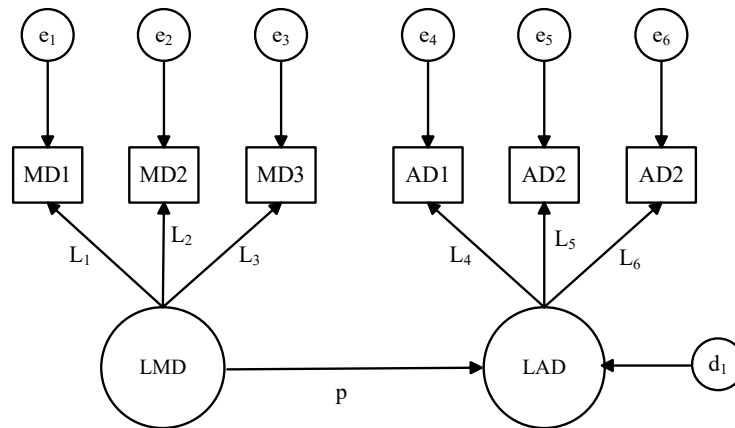 e₁ e₂ e₃ e₄ e₅ e₆
MD1 MD2 MD3 AD1 AD2 AD2
L₁ L₂ L₃ L₄ L₅ L₆
LMD LAD d₁
p